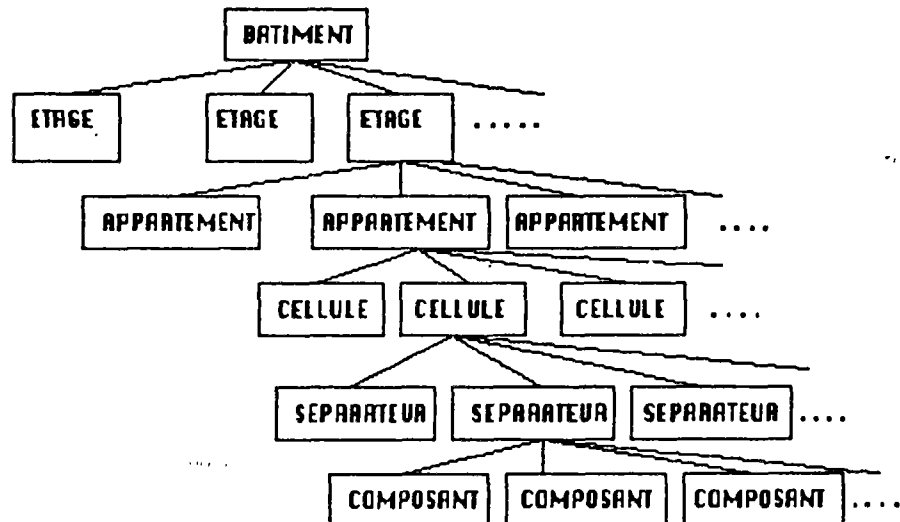 BATIMENT
ETAGE ETAGE ETAGE .....
APPARTEMENT APPARTEMENT APPARTEMENT ....
CELLULE CELLULE CELLULE ....
SEPARATEUR SEPARATEUR SEPARATEUR ....
COMPOSANT COMPOSANT COMPOSANT ....